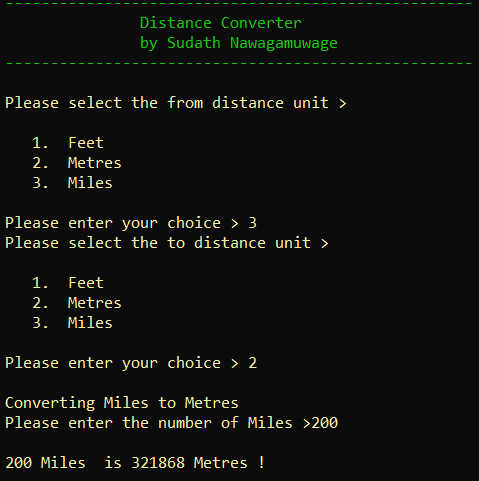 ------------------------------------------------
Distance Converter
by Sudath Nawagamuwage
------------------------------------------------
Please select the from distance unit >
1. Feet
2. Metres
3. Miles
Please enter your choice > 3
Please select the to distance unit >
1. Feet
2. Metres
3. Miles
Please enter your choice > 2
Converting Miles to Metres
Please enter the number of Miles >200
200 Miles  is 321868 Metres !